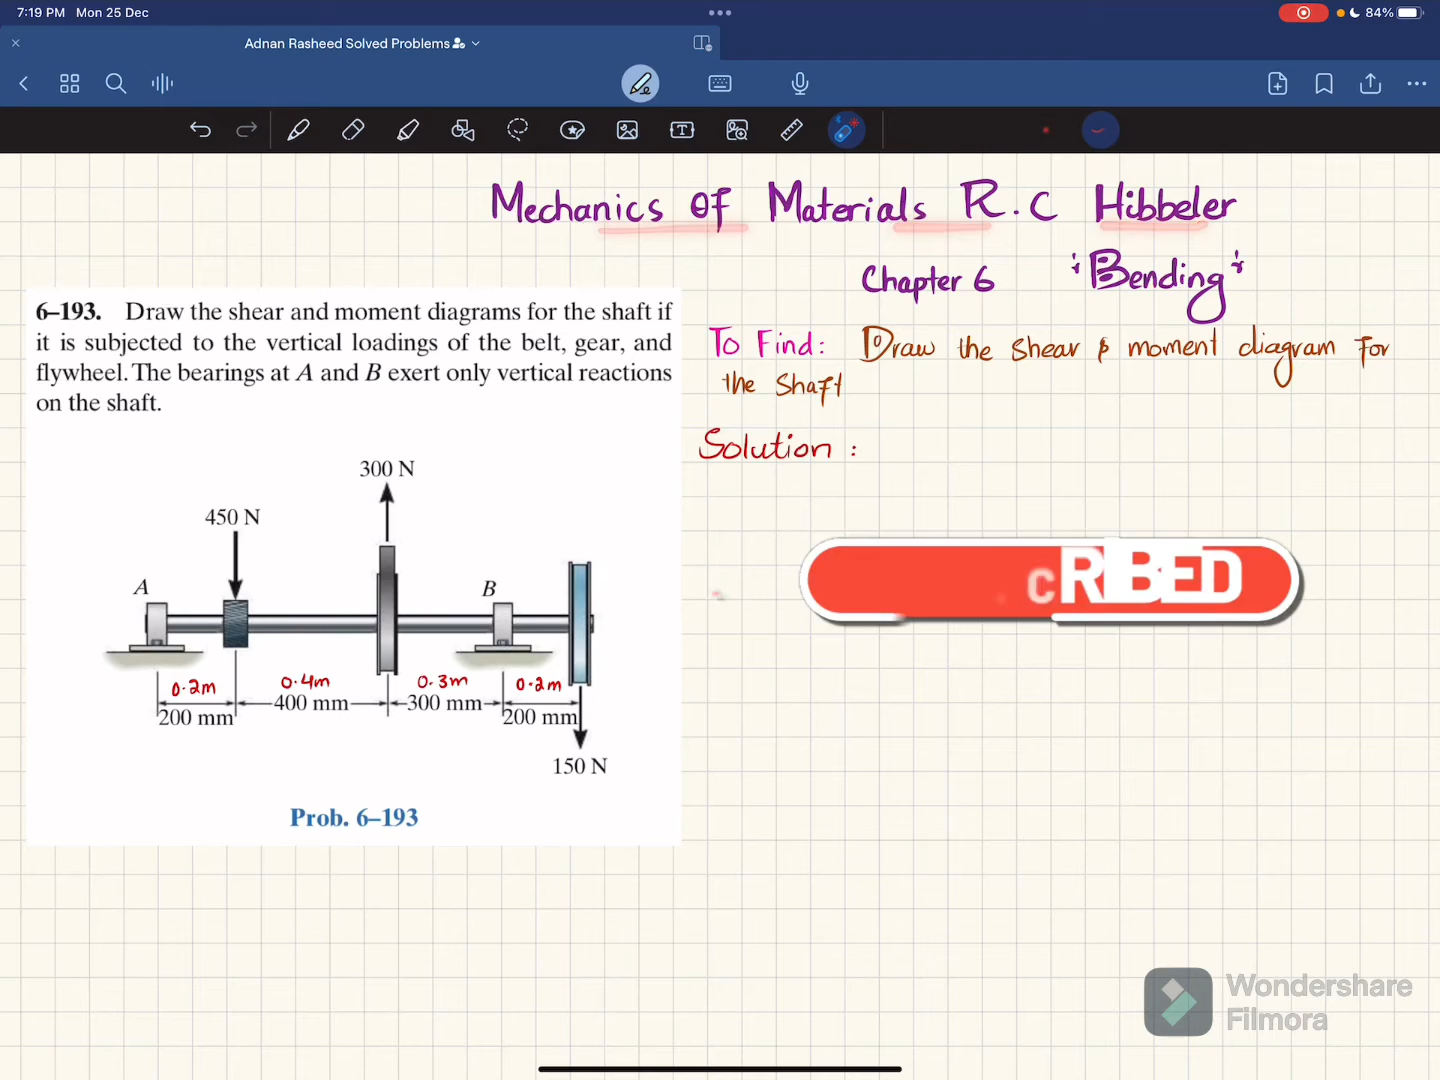 7:19 PM Mon 25 Dec
84%
Adnan Rasheed Solved Problems
Mechanics of Materials R.C Hibbeler
Chapter 6 "Bending"
6–193. Draw the shear and moment diagrams for the shaft if
it is subjected to the vertical loadings of the belt, gear, and
flywheel. The bearings at A and B exert only vertical reactions
on the shaft.
To Find: Draw the shear & moment diagram for
the shaft
Solution :
300 N
450 N
A
B
0.2m
0.4m
0.3m
0.2m
200 mm
400 mm
300 mm
200 mm
150 N
Prob. 6–193
CRIBED
Wondershare
Filmora